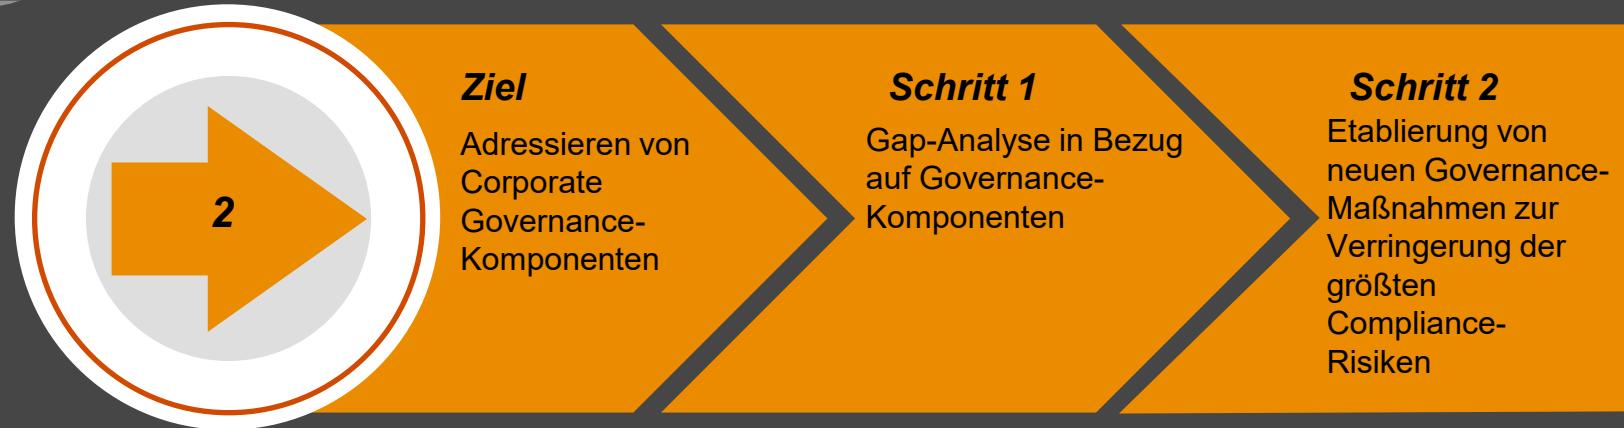 2
Ziel
Adressieren von
Corporate
Governance-
Komponenten
Schritt 1
Gap-Analyse in Bezug
auf Governance-
Komponenten
Schritt 2
Etablierung von
neuen Governance-
Maßnahmen zur
Verringerung der
größten
Compliance-
Risiken